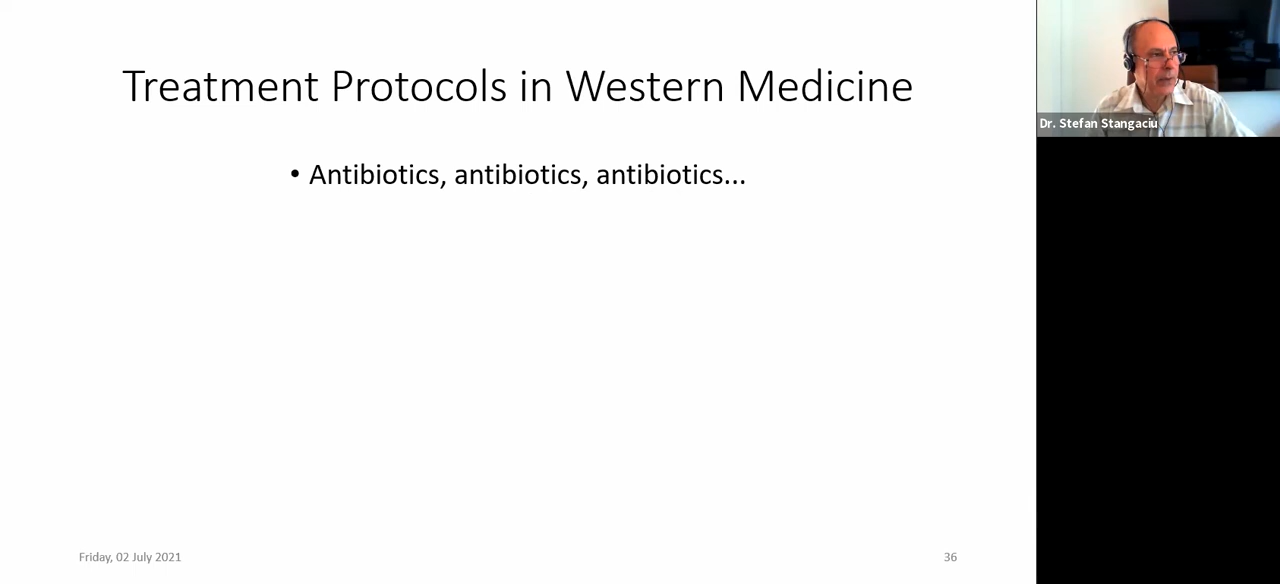 Treatment Protocols in Western Medicine
• Antibiotics, antibiotics, antibiotics...
Friday, 02 July 2021
36
Dr. Stefan Stangaciu